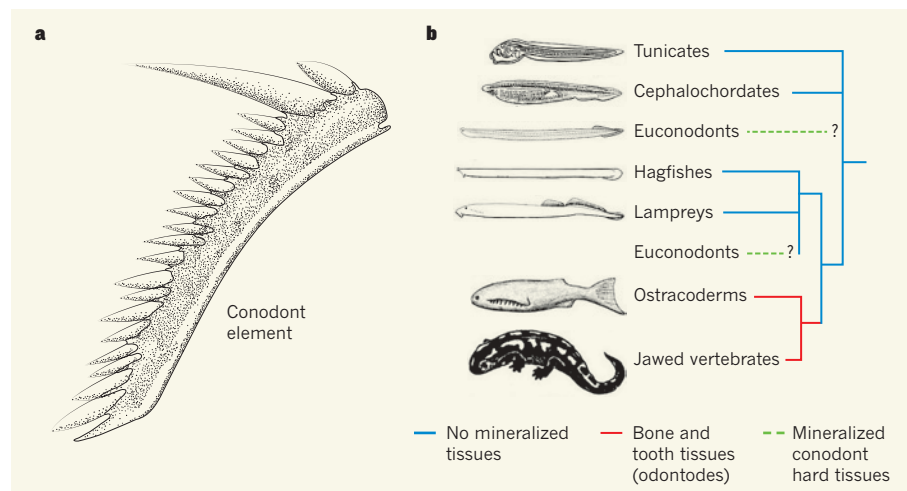 a
b
Tunicates
Cephalochordates
Euconodonts
?
Hagfishes
Lampreys
Euconodonts
?
Ostracoderms
Jawed vertebrates
Conodont
element
No mineralized
tissues
Bone and
tooth tissues
(odontodes)
Mineralized
conodont
hard tissues